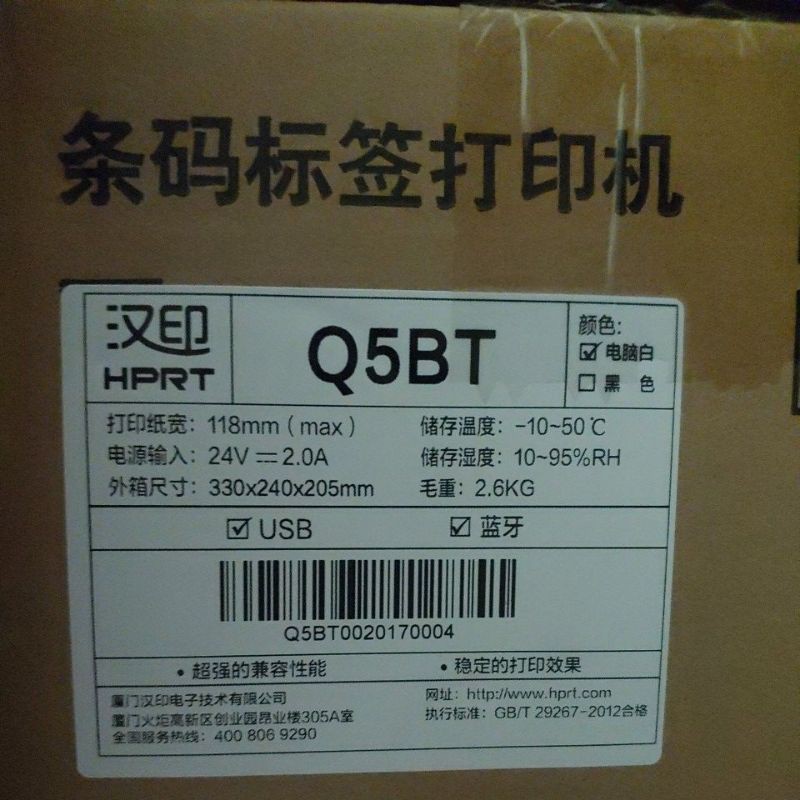 条码标签打印机
汉印
HPRT
Q5BT
颜色:
☑ 电脑白
☐ 黑 色
打印纸宽: 118mm (max)
储存温度: -10~50℃
电源输入: 24V ⎓ 2.0A
储存湿度: 10~95%RH
外箱尺寸: 330x240x205mm
毛重: 2.6KG
☑ USB
☑ 蓝牙
Q5BT0020170004
• 超强的兼容性能
• 稳定的打印效果
厦门汉印电子技术有限公司
网址: http://www.hprt.com
厦门火炬高新区创业园昂业楼305A室
执行标准: GB/T 29267-2012合格
全国服务热线: 400 806 9290